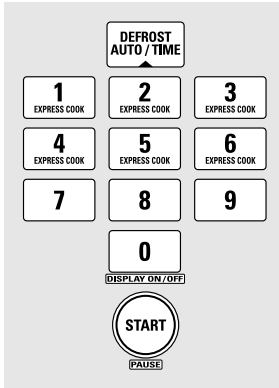 DEFROST
AUTO / TIME
1 2 3
EXPRESS COOK EXPRESS COOK EXPRESS COOK
4 5 6
EXPRESS COOK EXPRESS COOK EXPRESS COOK
7 8 9
0
DISPLAY ON/OFF
START
PAUSE